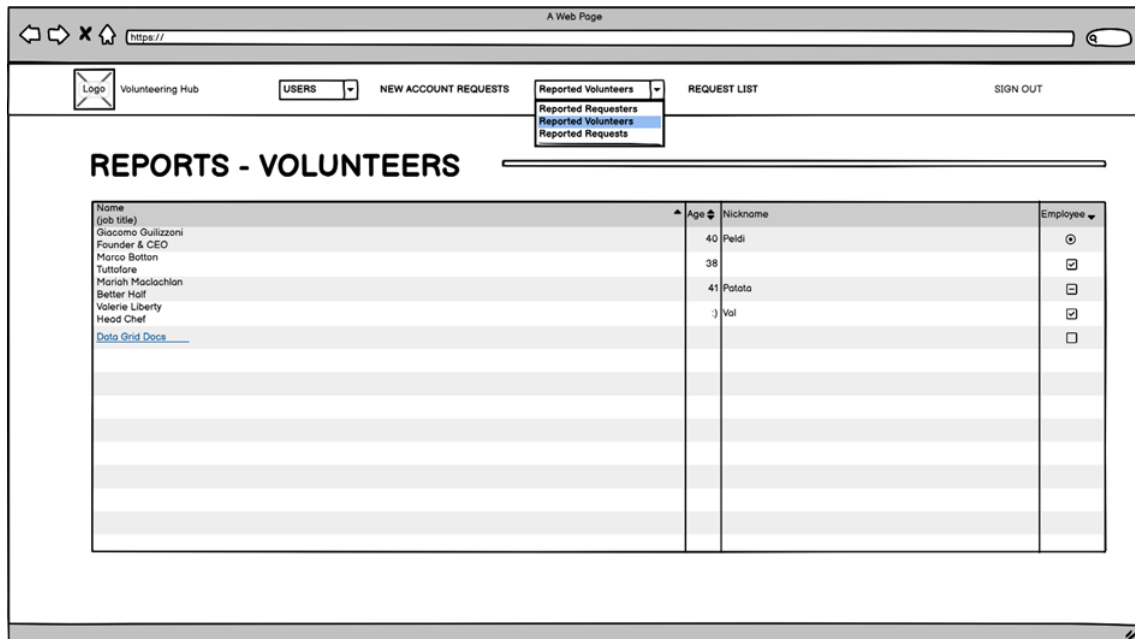 A Web Page
https://
Logo
Volunteering Hub
USERS
NEW ACCOUNT REQUESTS
Reported Volunteers
REQUEST LIST
SIGN OUT
Reported Requesters
Reported Volunteers
Reported Requests
REPORTS - VOLUNTEERS
Name
(job title)
Age
Nickname
Employee
Giacomo Guilizzoni
Founder & CEO
40
Peldi
Marco Botton
Tuttofare
38
Mariah Maclachlan
Better Half
41
Patata
Valerie Liberty
Head Chef
:)
Val
Data Grid Docs